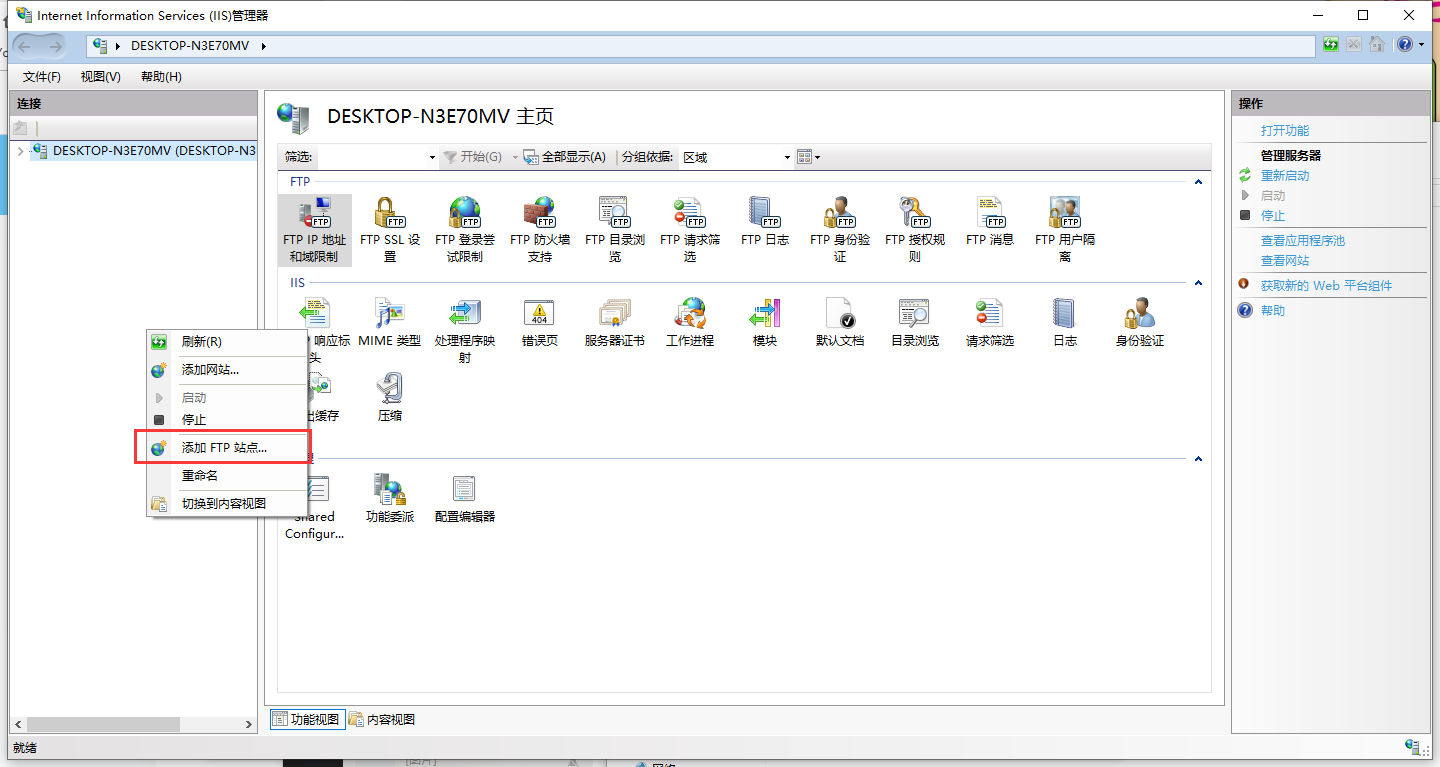 Internet Information Services (IIS)管理器
DESKTOP-N3E70MV
文件(F) 视图(V) 帮助(H)
连接
DESKTOP-N3E70MV (DESKTOP-N3
DESKTOP-N3E70MV 主页
筛选: 开始(G) 全部显示(A) 分组依据: 区域
FTP
FTP IP 地址
和域限制
FTP SSL 设
置
FTP 登录尝
试限制
FTP 防火墙
支持
FTP 目录浏
览
FTP 请求筛
选
FTP 日志
FTP 身份验
证
FTP 授权规
则
FTP 消息
FTP 用户隔
离
IIS
响应标
头
MIME 类型
处理程序映
射
404
错误页
服务器证书
工作进程
模块
默认文档
目录浏览
请求筛选
日志
身份验证
出缓存
压缩
Shared
Configur...
功能委派
配置编辑器
刷新(R)
添加网站...
启动
停止
添加 FTP 站点...
重命名
切换到内容视图
功能视图 内容视图
就绪
操作
打开功能
管理服务器
重新启动
启动
停止
查看应用程序池
查看网站
获取新的 Web 平台组件
帮助